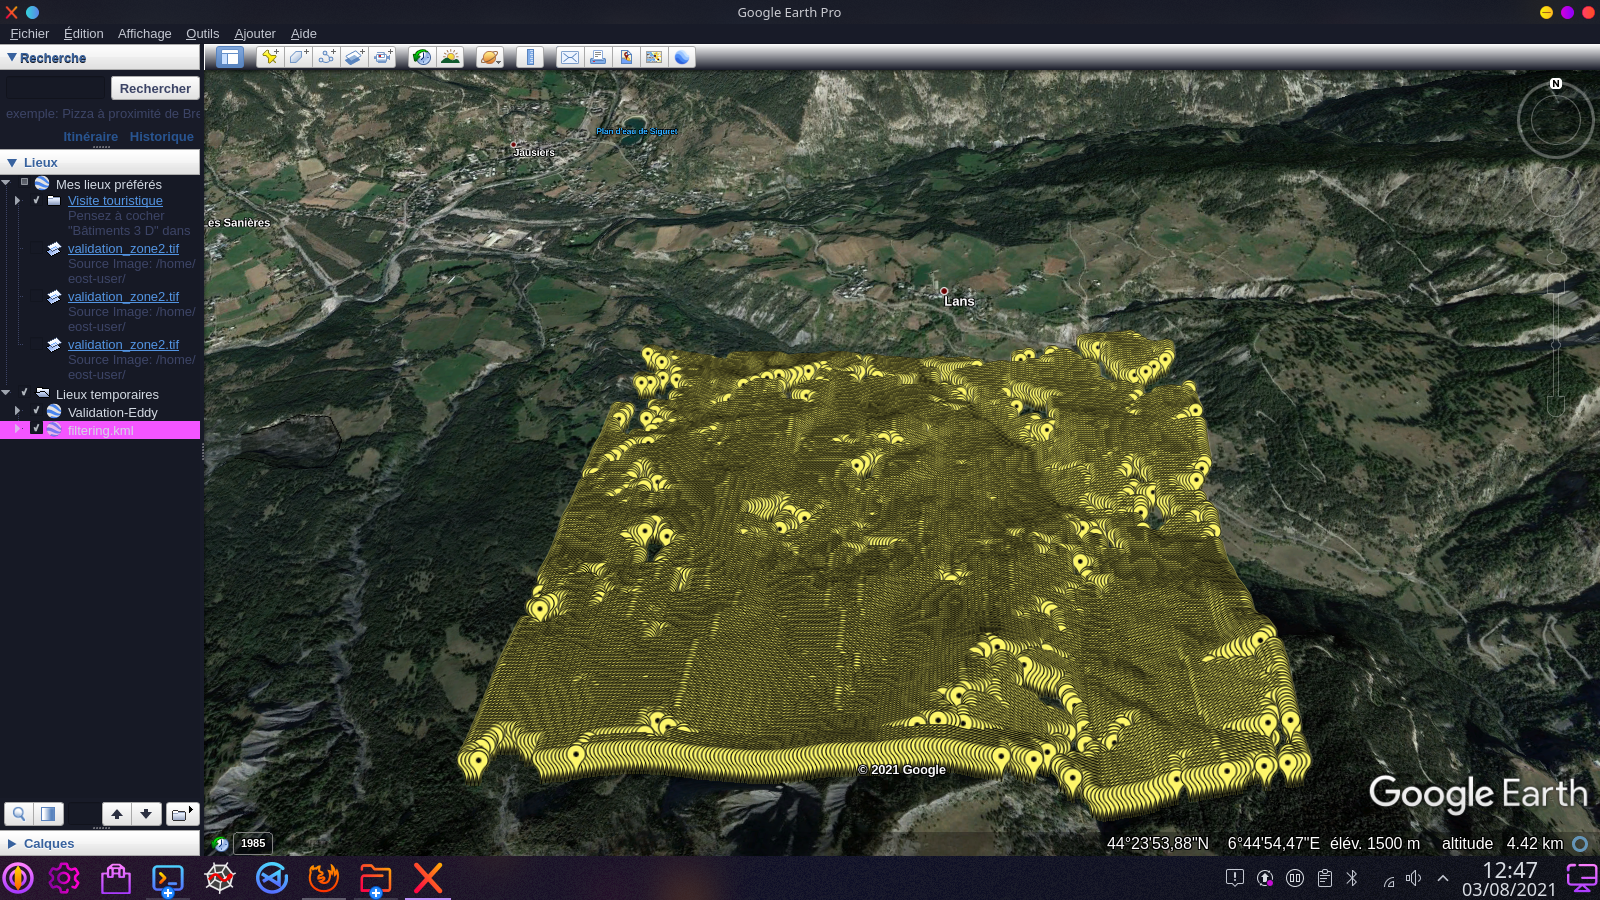 Google Earth Pro
Fichier Édition Affichage Outils Ajouter Aide
Recherche
Rechercher
exemple: Pizza à proximité de Bre
Itinéraire Historique
Lieux
Mes lieux préférés
Visite touristique
Pensez à cocher
"Bâtiments 3 D" dans
validation_zone2.tif
Source Image: /home/
eost-user/
validation_zone2.tif
Source Image: /home/
eost-user/
validation_zone2.tif
Source Image: /home/
eost-user/
Lieux temporaires
Validation-Eddy
filtering.kml
Calques
N
Plan d'eau de Siguret
Jausiers
Les Sanières
Lans
© 2021 Google
Google Earth
1985
44°23'53,88"N 6°44'54,47"E élév. 1500 m altitude 4.42 km
12:47
03/08/2021